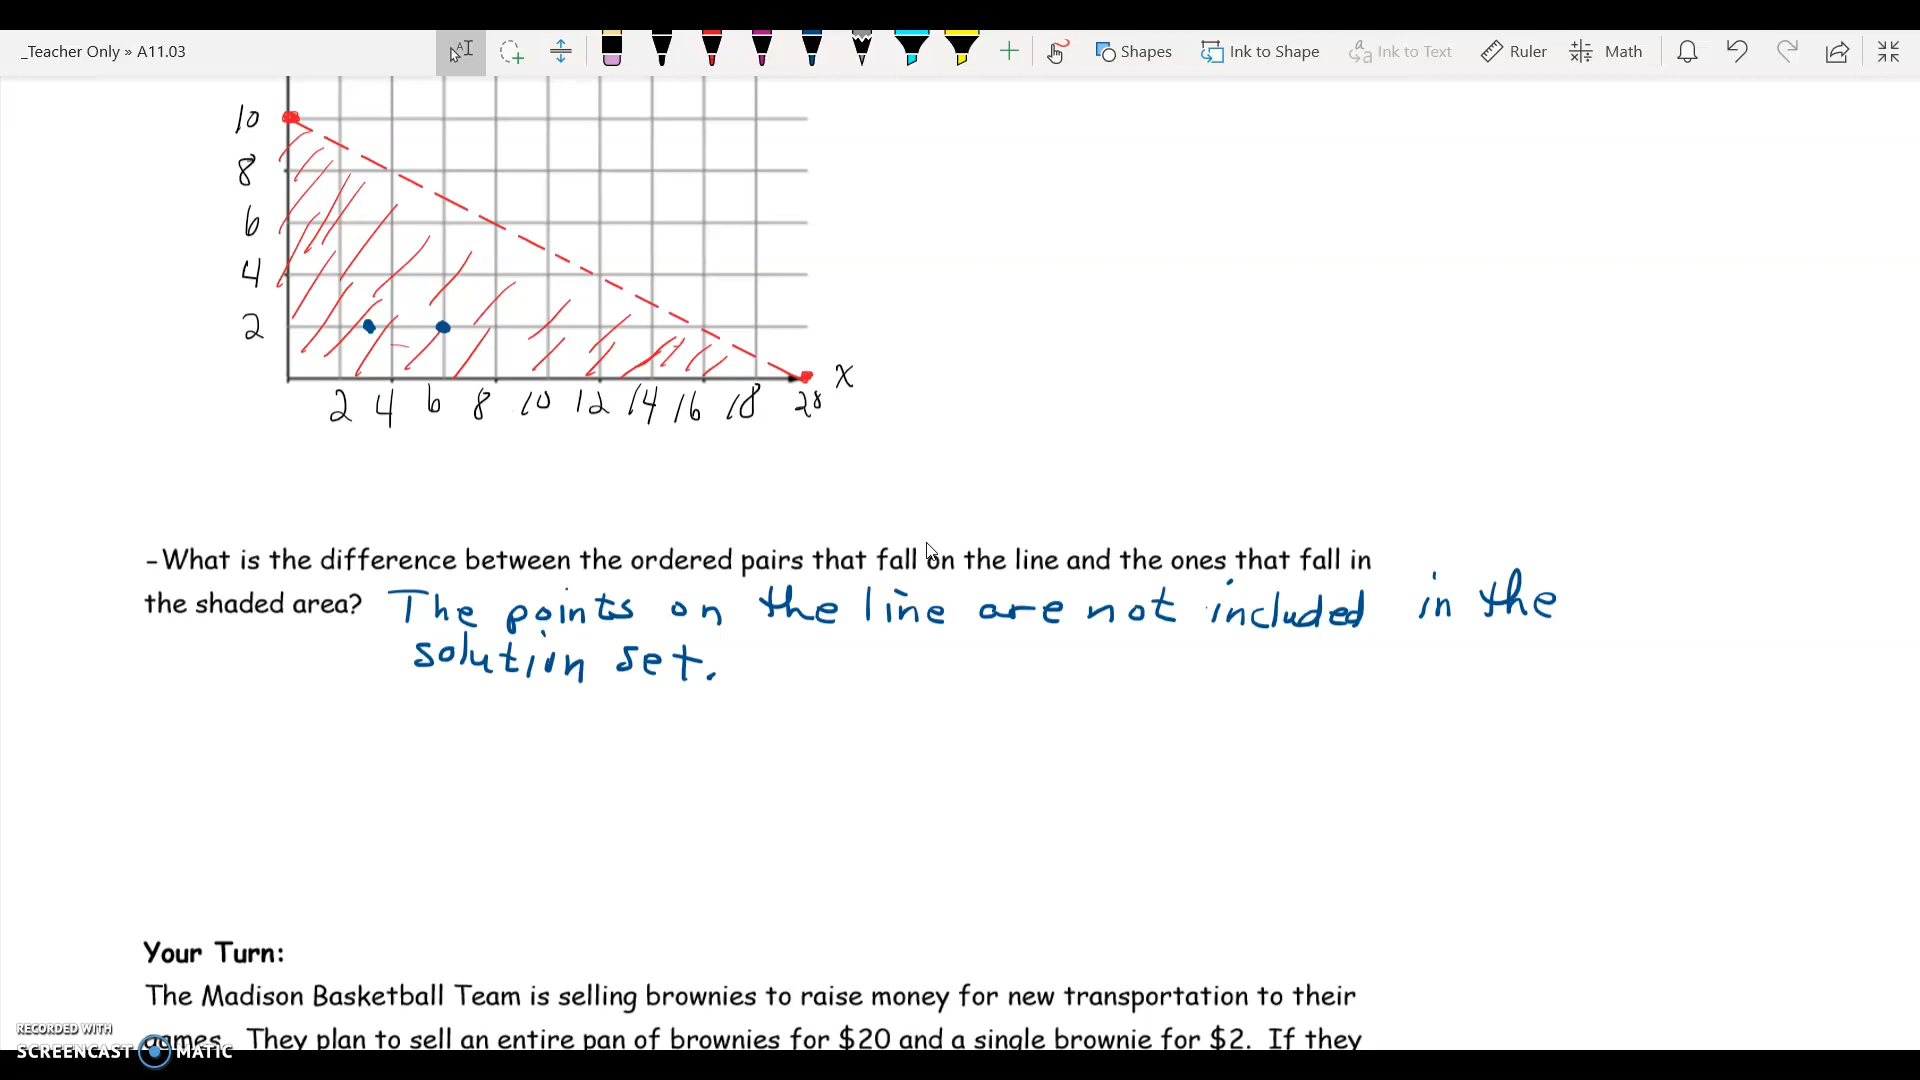 _Teacher Only » A11.03
Shapes Ink to Shape Ink to Text Ruler Math
10
8
6
4
2
x
2 4 6 8 10 12 14 16 18 28
-What is the difference between the ordered pairs that fall on the line and the ones that fall in
the shaded area? The points on the line are not included in the
solution set.
Your Turn:
The Madison Basketball Team is selling brownies to raise money for new transportation to their
games. They plan to sell an entire pan of brownies for $20 and a single brownie for $2. If they
RECORDED WITH
SCREENCAST MATIC